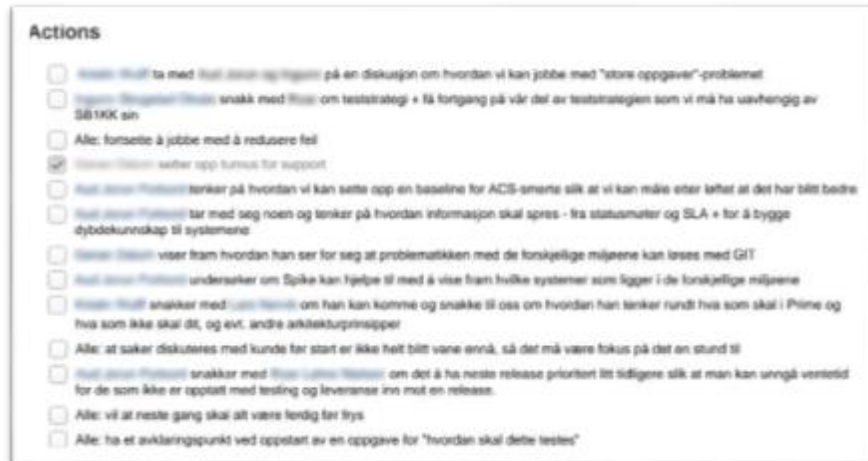 Actions
ta med på en diskusjon om hvordan vi kan jobbe med "store oppgaver"-problemet
snakk med om teststrategi + få fortgang på vår del av teststrategien som vi må ha uavhengig av
SB1KK sin
Alle: fortsette å jobbe med å redusere feil
setter opp turnus for support
tenker på hvordan vi kan sette opp en baseline for ACS-smerte slik at vi kan måle etter løftet at det har blitt bedre
tar med seg noen og tenker på hvordan informasjon skal spres - fra statusmøter og SLA + for å bygge
dybdekunnskap til systemene
viser fram hvordan han ser for seg at problematikken med de forskjellige miljøene kan løses med GIT
undersøker om Spike kan hjelpe til med å vise fram hvilke systemer som ligger i de forskjellige miljøene
snakker med om han kan komme og snakke til oss om hvordan han tenker rundt hva som skal i Prime og
hva som ikke skal dit, og evt. andre arkitekturprinsipper
Alle: at saker diskuteres med kunde før start er ikke helt blitt vane ennå, så det må være fokus på det en stund til
snakker med om det å ha neste release prioritert litt tidligere slik at man kan unngå ventetid
for de som ikke er opptatt med testing og leveranse inn mot en release.
Alle: vil at neste gang skal alt være ferdig før frys
Alle: ha et avklaringspunkt ved oppstart av en oppgave for "hvordan skal dette testes"